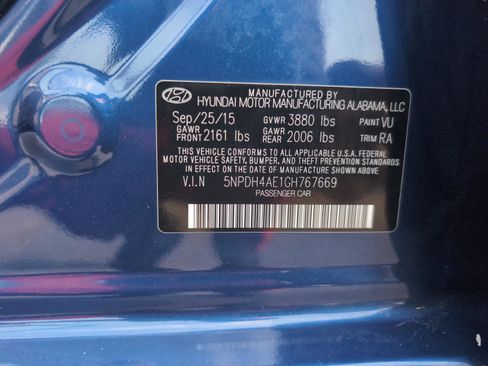 MANUFACTURED BY
HYUNDAI MOTOR MANUFACTURING ALABAMA, LLC
Sep/25/15 GVWR 3880 lbs PAINT VU
GAWR FRONT 2161 lbs GAWR REAR 2006 lbs TRIM RA
THIS VEHICLE CONFORMS TO ALL APPLICABLE U.S.A. FEDERAL
MOTOR VEHICLE SAFETY, BUMPER, AND THEFT PREVENTION STANDARDS
IN EFFECT ON THE DATE OF MANUFACTURE SHOWN ABOVE.
V.I.N 5NPDH4AE1GH767669
PASSENGER CAR